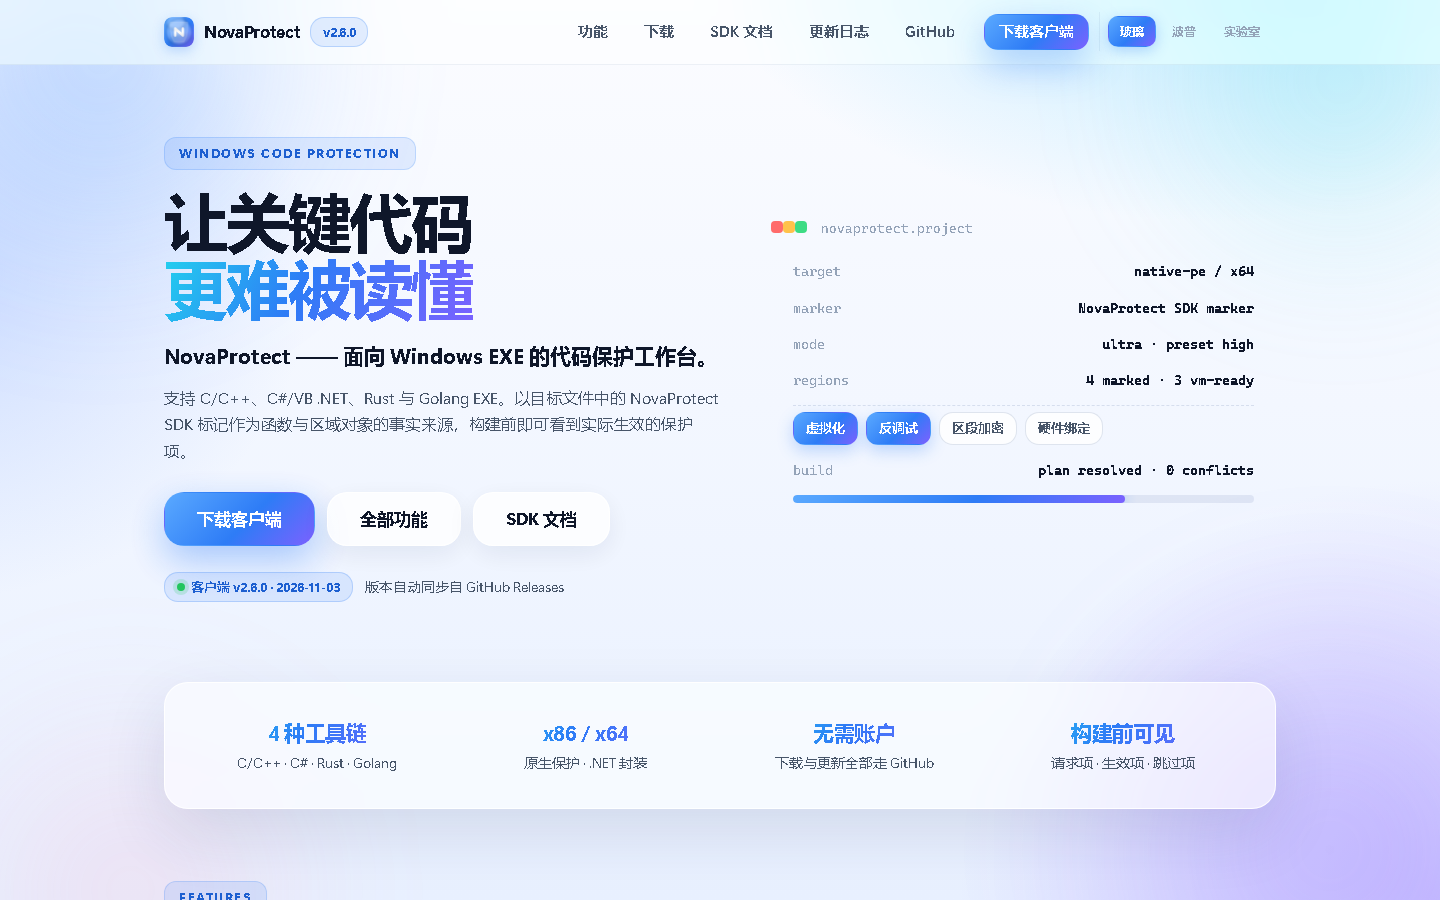 NovaProtect v2.6.0 功能 下载 SDK 文档 更新日志 GitHub 下载客户端 玻璃 波普 实验室
WINDOWS CODE PROTECTION
让关键代码
更难被读懂
NovaProtect —— 面向 Windows EXE 的代码保护工作台。
支持 C/C++、C#/VB .NET、Rust 与 Golang EXE。以目标文件中的 NovaProtect
SDK 标记作为函数与区域对象的事实来源，构建前即可看到实际生效的保护
项。
下载客户端 全部功能 SDK 文档
客户端 v2.6.0 · 2026-11-03 版本自动同步自 GitHub Releases
novaprotect.project
target native-pe / x64
marker NovaProtect SDK marker
mode ultra · preset high
regions 4 marked · 3 vm-ready
虚拟化 反调试 区段加密 硬件绑定
build plan resolved · 0 conflicts
4 种工具链
C/C++ · C# · Rust · Golang
x86 / x64
原生保护 · .NET 封装
无需账户
下载与更新全部走 GitHub
构建前可见
请求项 · 生效项 · 跳过项
FEATURES